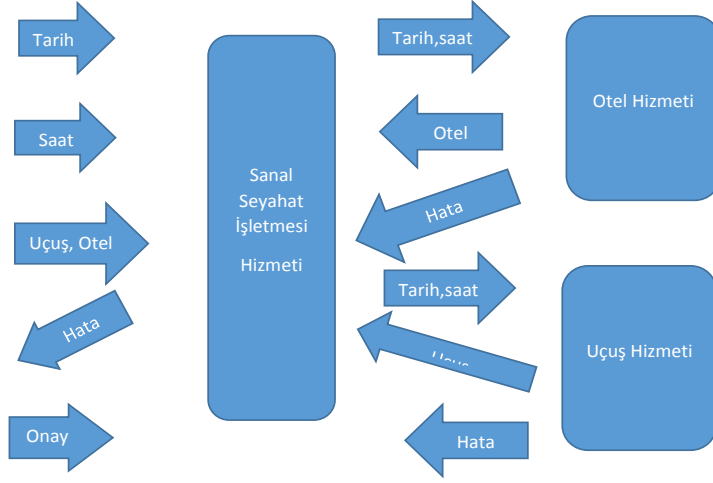 Tarih
Saat
Uçuş, Otel
Hata
Onay
Sanal
Seyahat
İşletmesi
Hizmeti
Tarih,saat
Otel
Hata
Tarih,saat
Hata
Otel Hizmeti
Uçuş Hizmeti